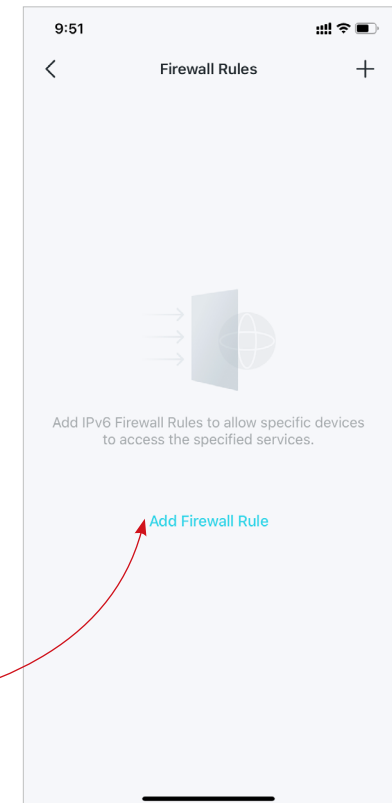 9:51
Firewall Rules
Add IPv6 Firewall Rules to allow specific devices
to access the specified services.
Add Firewall Rule